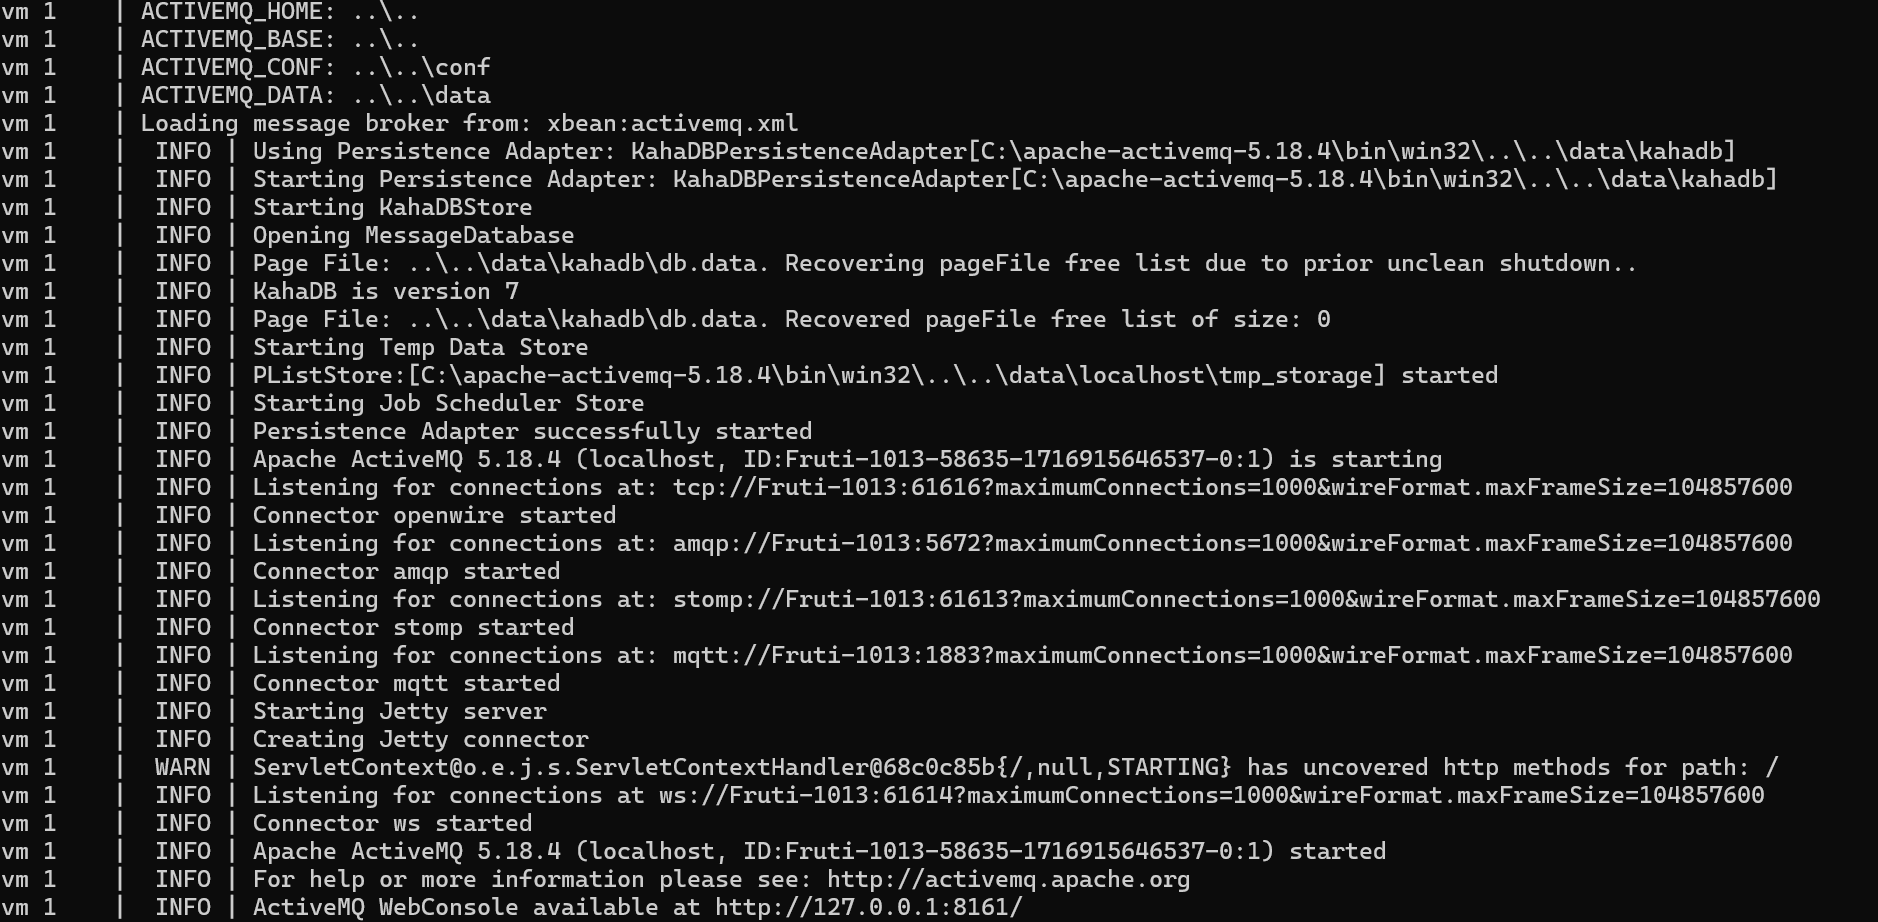 vm 1    | ACTIVEMQ_HOME: ..\..
vm 1    | ACTIVEMQ_BASE: ..\..
vm 1    | ACTIVEMQ_CONF: ..\..\conf
vm 1    | ACTIVEMQ_DATA: ..\..\data
vm 1    | Loading message broker from: xbean:activemq.xml
vm 1    |  INFO | Using Persistence Adapter: KahaDBPersistenceAdapter[C:\apache-activemq-5.18.4\bin\win32\..\..\data\kahadb]
vm 1    |  INFO | Starting Persistence Adapter: KahaDBPersistenceAdapter[C:\apache-activemq-5.18.4\bin\win32\..\..\data\kahadb]
vm 1    |  INFO | Starting KahaDBStore
vm 1    |  INFO | Opening MessageDatabase
vm 1    |  INFO | Page File: ..\..\data\kahadb\db.data. Recovering pageFile free list due to prior unclean shutdown..
vm 1    |  INFO | KahaDB is version 7
vm 1    |  INFO | Page File: ..\..\data\kahadb\db.data. Recovered pageFile free list of size: 0
vm 1    |  INFO | Starting Temp Data Store
vm 1    |  INFO | PListStore:[C:\apache-activemq-5.18.4\bin\win32\..\..\data\localhost\tmp_storage] started
vm 1    |  INFO | Starting Job Scheduler Store
vm 1    |  INFO | Persistence Adapter successfully started
vm 1    |  INFO | Apache ActiveMQ 5.18.4 (localhost, ID:Fruti-1013-58635-1716915646537-0:1) is starting
vm 1    |  INFO | Listening for connections at: tcp://Fruti-1013:61616?maximumConnections=1000&wireFormat.maxFrameSize=104857600
vm 1    |  INFO | Connector openwire started
vm 1    |  INFO | Listening for connections at: amqp://Fruti-1013:5672?maximumConnections=1000&wireFormat.maxFrameSize=104857600
vm 1    |  INFO | Connector amqp started
vm 1    |  INFO | Listening for connections at: stomp://Fruti-1013:61613?maximumConnections=1000&wireFormat.maxFrameSize=104857600
vm 1    |  INFO | Connector stomp started
vm 1    |  INFO | Listening for connections at: mqtt://Fruti-1013:1883?maximumConnections=1000&wireFormat.maxFrameSize=104857600
vm 1    |  INFO | Connector mqtt started
vm 1    |  INFO | Starting Jetty server
vm 1    |  INFO | Creating Jetty connector
vm 1    |  WARN | ServletContext@o.e.j.s.ServletContextHandler@68c0c85b{/,null,STARTING} has uncovered http methods for path: /
vm 1    |  INFO | Listening for connections at ws://Fruti-1013:61614?maximumConnections=1000&wireFormat.maxFrameSize=104857600
vm 1    |  INFO | Connector ws started
vm 1    |  INFO | Apache ActiveMQ 5.18.4 (localhost, ID:Fruti-1013-58635-1716915646537-0:1) started
vm 1    |  INFO | For help or more information please see: http://activemq.apache.org
vm 1    |  INFO | ActiveMQ WebConsole available at http://127.0.0.1:8161/